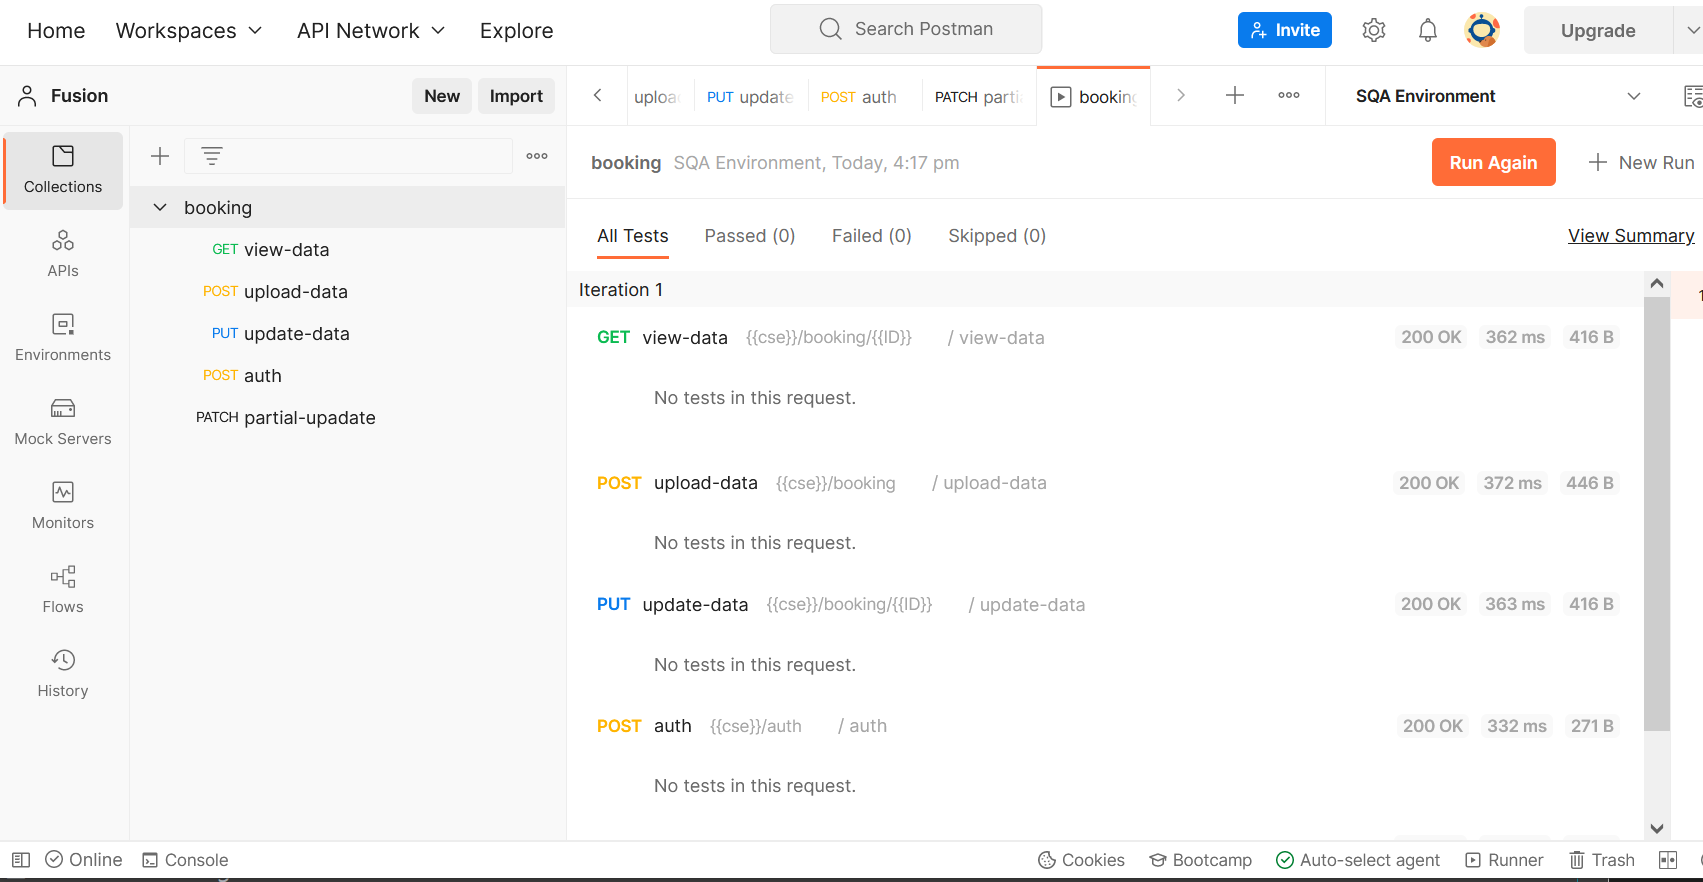 Home Workspaces API Network Explore Search Postman Invite Upgrade
Fusion New Import
uploa PUT update POST auth PATCH parti booking SQA Environment
Collections
APIs
Environments
Mock Servers
Monitors
Flows
History
booking
GET view-data
POST upload-data
PUT update-data
POST auth
PATCH partial-upadate
booking SQA Environment, Today, 4:17 pm Run Again New Run
All Tests Passed (0) Failed (0) Skipped (0) View Summary
Iteration 1
1
GET view-data {{cse}}/booking/{{ID}} / view-data 200 OK 362 ms 416 B
No tests in this request.
POST upload-data {{cse}}/booking / upload-data 200 OK 372 ms 446 B
No tests in this request.
PUT update-data {{cse}}/booking/{{ID}} / update-data 200 OK 363 ms 416 B
No tests in this request.
POST auth {{cse}}/auth / auth 200 OK 332 ms 271 B
No tests in this request.
Online Console Cookies Bootcamp Auto-select agent Runner Trash